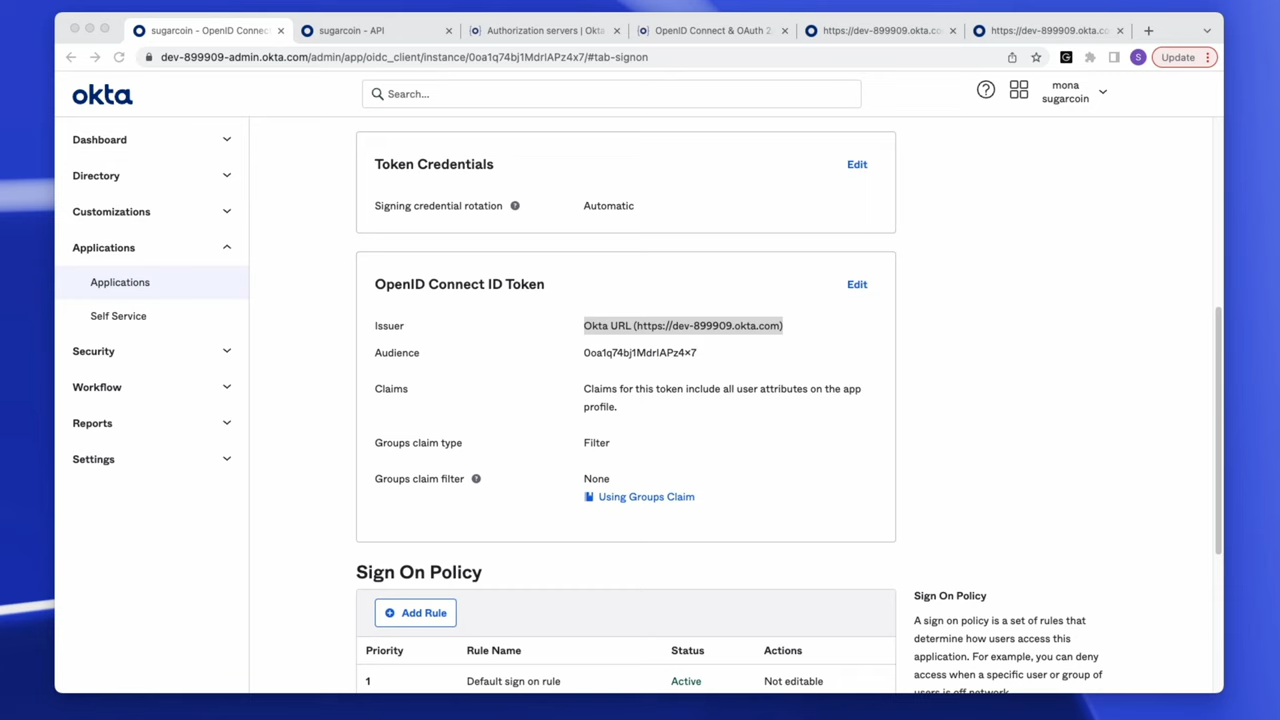 sugarcoin - OpenID Connec
sugarcoin - API
Authorization servers | Okta
OpenID Connect & OAuth 2.
https://dev-899909.okta.co
https://dev-899909.okta.co
dev-899909-admin.okta.com/admin/app/oidc_client/instance/0oa1q74bj1MdrIAPz4x7/#tab-signon
G
S
Update
okta
Search...
mona
sugarcoin
Dashboard
Directory
Customizations
Applications
Applications
Self Service
Security
Workflow
Reports
Settings
Token Credentials
Edit
Signing credential rotation
Automatic
OpenID Connect ID Token
Edit
Issuer
Okta URL (https://dev-899909.okta.com)
Audience
0oa1q74bj1MdrIAPz4x7
Claims
Claims for this token include all user attributes on the app
profile.
Groups claim type
Filter
Groups claim filter
None
Using Groups Claim
Sign On Policy
Add Rule
Priority
Rule Name
Status
Actions
1
Default sign on rule
Active
Not editable
Sign On Policy
A sign on policy is a set of rules that
determine how users access this
application. For example, you can deny
access when a specific user or group of
users is off network.